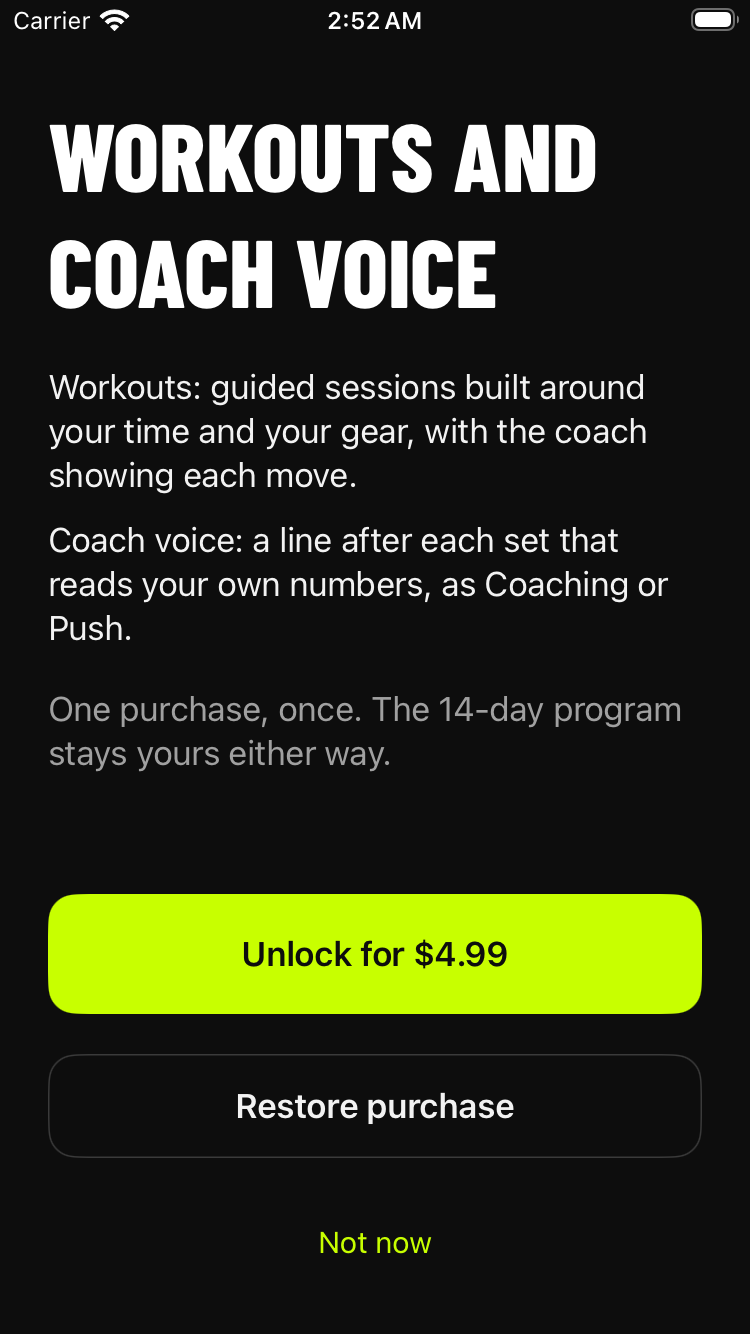 Carrier 2:52 AM
WORKOUTS AND
COACH VOICE
Workouts: guided sessions built around
your time and your gear, with the coach
showing each move.
Coach voice: a line after each set that
reads your own numbers, as Coaching or
Push.
One purchase, once. The 14-day program
stays yours either way.
Unlock for $4.99
Restore purchase
Not now